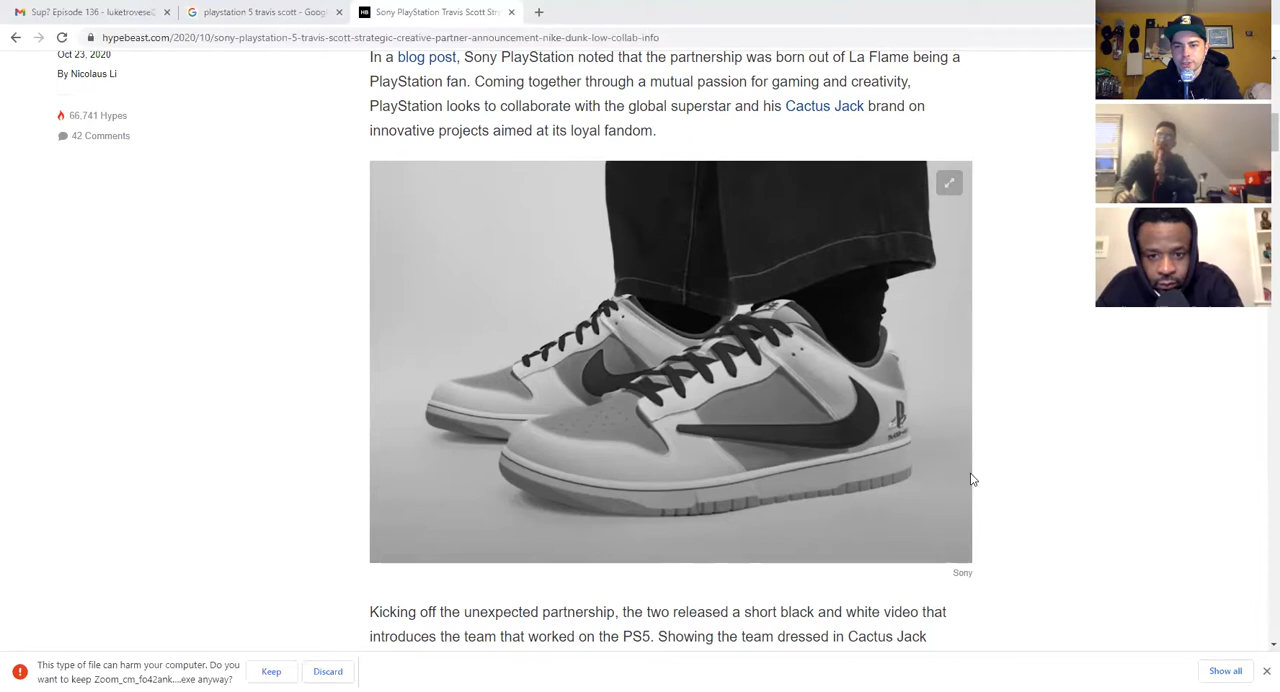 Sup? Episode 136 - luketrovese
playstation 5 travis scott - Goo
Sony PlayStation Travis Scott Str
hypebeast.com/2020/10/sony-playstation-5-travis-scott-strategic-creative-partner-announcement-nike-dunk-low-collab-info
Oct 23, 2020
By Nicolaus Li
66,741 Hypes
42 Comments
In a blog post, Sony PlayStation noted that the partnership was born out of La Flame being a
PlayStation fan. Coming together through a mutual passion for gaming and creativity,
PlayStation looks to collaborate with the global superstar and his Cactus Jack brand on
innovative projects aimed at its loyal fandom.
Sony
Kicking off the unexpected partnership, the two released a short black and white video that
introduces the team that worked on the PS5. Showing the team dressed in Cactus Jack
This type of file can harm your computer. Do you
want to keep Zoom_cm_fo42ank....exe anyway?
Keep
Discard
Show all